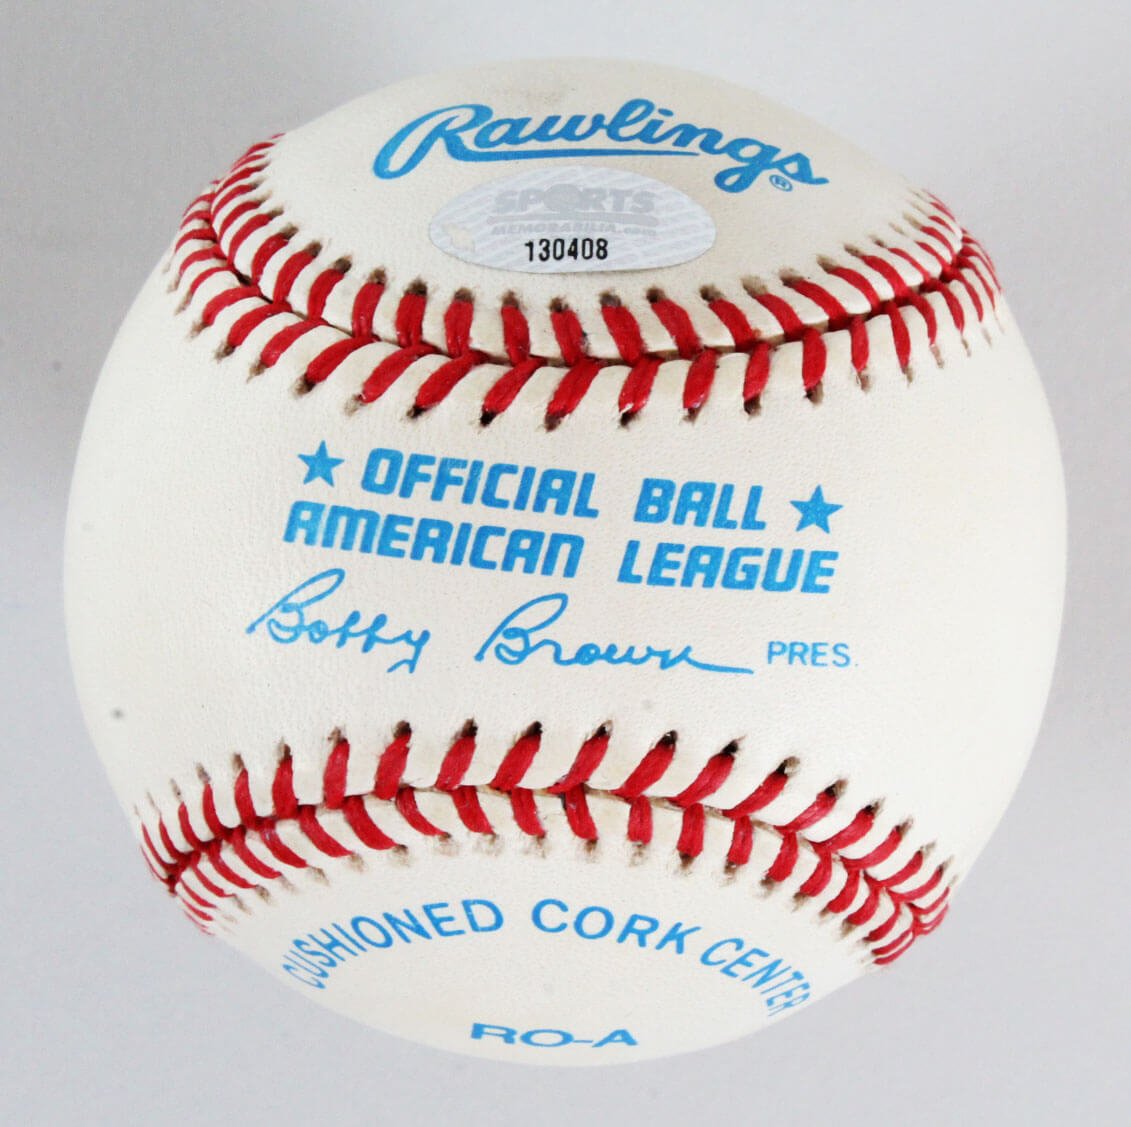 Rawlings®
SPORTS
MEMORABILIA.com
130408
★ OFFICIAL BALL ★
AMERICAN LEAGUE
Bobby Brown PRES.
CUSHIONED CORK CENTER
RO-A